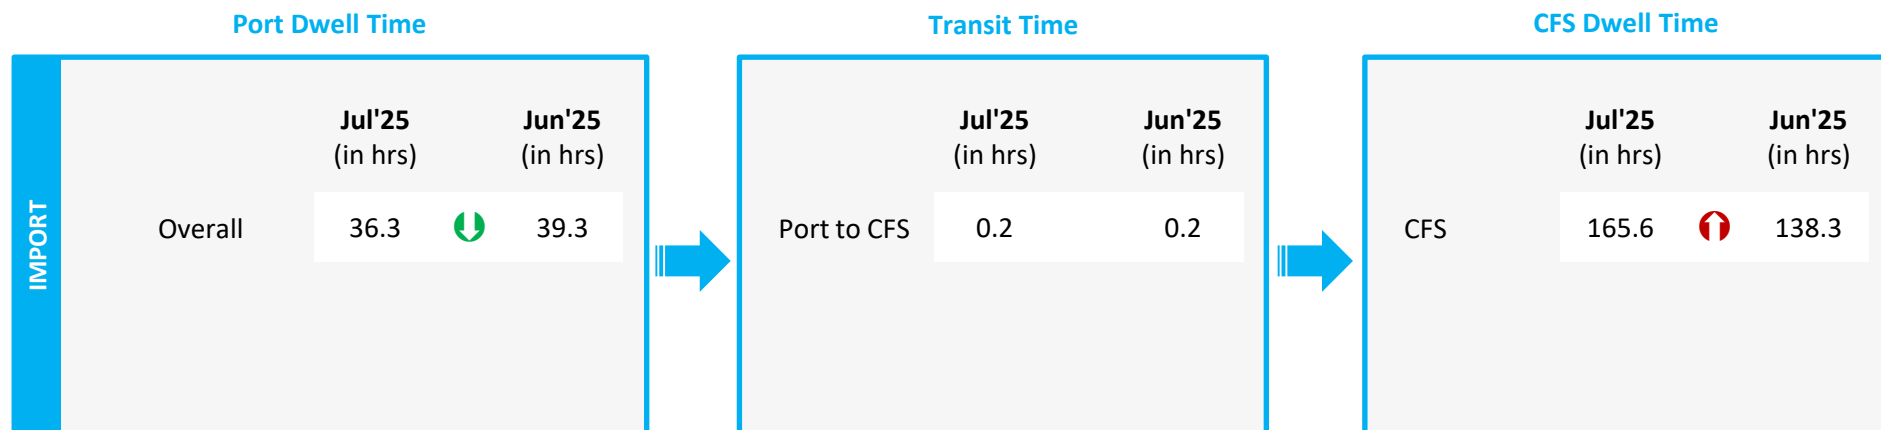 Port Dwell Time
Transit Time
CFS Dwell Time
IMPORT
Jul'25 Jun'25
(in hrs) (in hrs)
Overall 36.3 39.3
Jul'25 Jun'25
(in hrs) (in hrs)
Port to CFS 0.2 0.2
Jul'25 Jun'25
(in hrs) (in hrs)
CFS 165.6 138.3